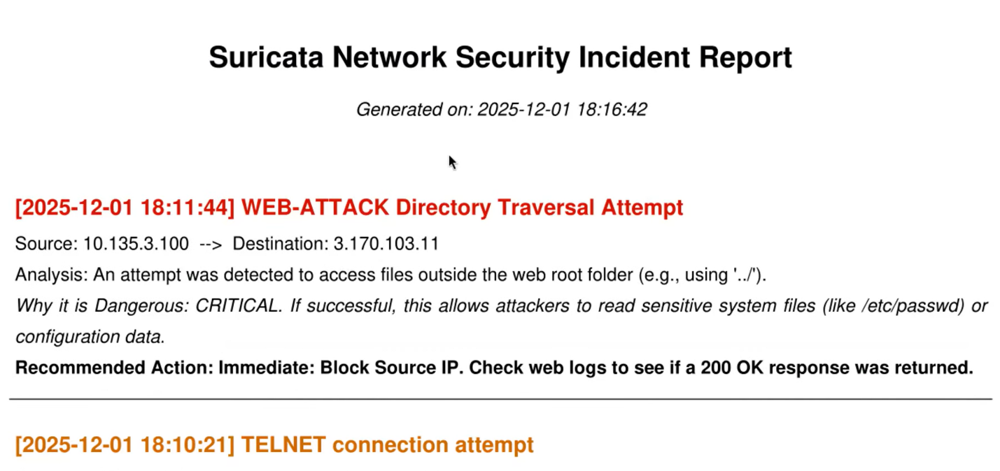 Suricata Network Security Incident Report
Generated on: 2025-12-01 18:16:42
[2025-12-01 18:11:44] WEB-ATTACK Directory Traversal Attempt
Source: 10.135.3.100 --> Destination: 3.170.103.11
Analysis: An attempt was detected to access files outside the web root folder (e.g., using '../').
Why it is Dangerous: CRITICAL. If successful, this allows attackers to read sensitive system files (like /etc/passwd) or
configuration data.
Recommended Action: Immediate: Block Source IP. Check web logs to see if a 200 OK response was returned.
[2025-12-01 18:10:21] TELNET connection attempt